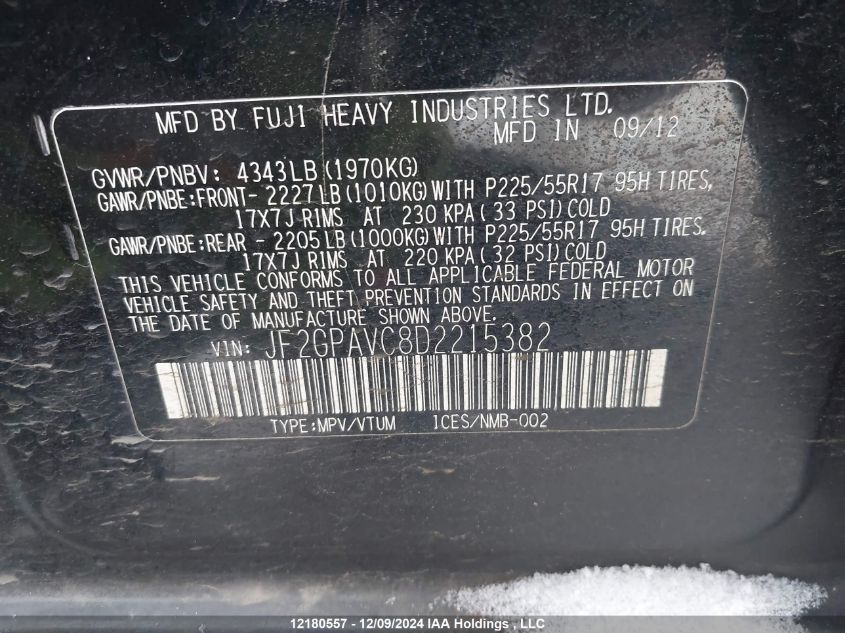 MFD BY FUJI HEAVY INDUSTRIES LTD.
MFD IN 09/12
GVWR/PNBV: 4343LB(1970KG)
GAWR/PNBE:FRONT- 2227LB(1010KG)WITH P225/55R17 95H TIRES,
17X7J RIMS AT 230 KPA(33 PSI)COLD
GAWR/PNBE:REAR - 2205LB(1000KG)WITH P225/55R17 95H TIRES.
17X7J RIMS AT 220 KPA(32 PSI)COLD
THIS VEHICLE CONFORMS TO ALL APPLICABLE FEDERAL MOTOR
VEHICLE SAFETY AND THEFT PREVENTION STANDARDS IN EFFECT ON
THE DATE OF MANUFACTURE SHOWN ABOVE.
VIN: JF2GPAVC8D2215382
TYPE:MPV/VTUM ICES/NMB-002
12180557 - 12/09/2024 IAA Holdings , LLC